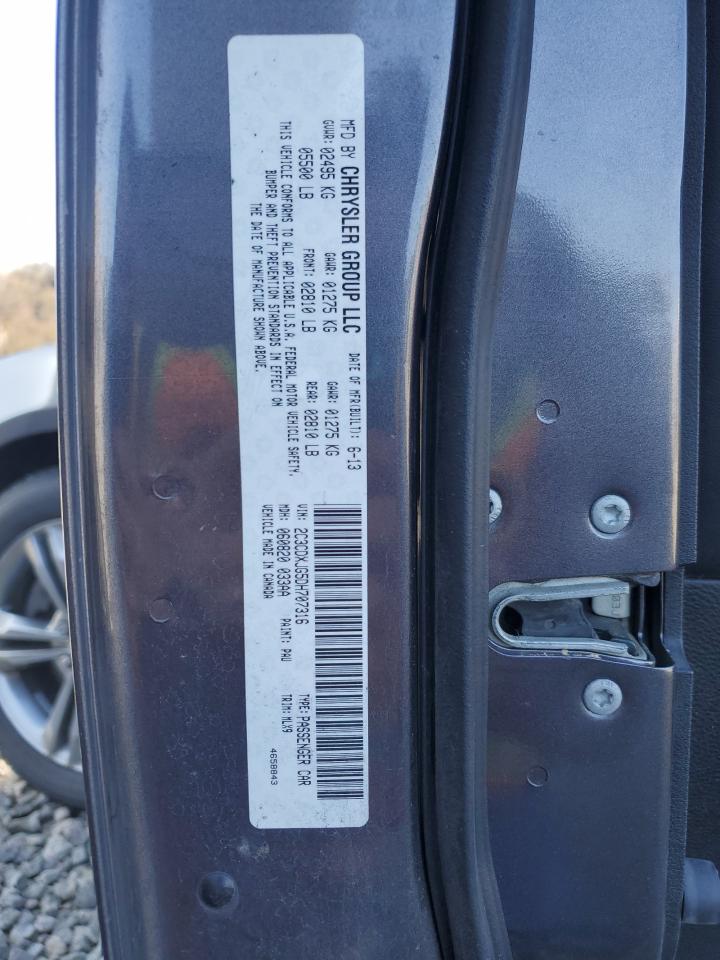 MFD BY CHRYSLER GROUP LLC DATE OF MFR(BUILT): 6-13
GVWR: 02495 KG GAWR: 01275 KG GAWR: 01275 KG
05500 LB FRONT: 02810 LB REAR: 02810 LB
THIS VEHICLE CONFORMS TO ALL APPLICABLE U.S.A. FEDERAL MOTOR VEHICLE SAFETY,
BUMPER AND THEFT PREVENTION STANDARDS IN EFFECT ON
THE DATE OF MANUFACTURE SHOWN ABOVE.
VIN: 2C3CDXJG5DH707316 TYPE: PASSENGER CAR
MDH: 060820 033AA PAINT: PAU TRIM: MLX9
VEHICLE MADE IN CANADA 4658843